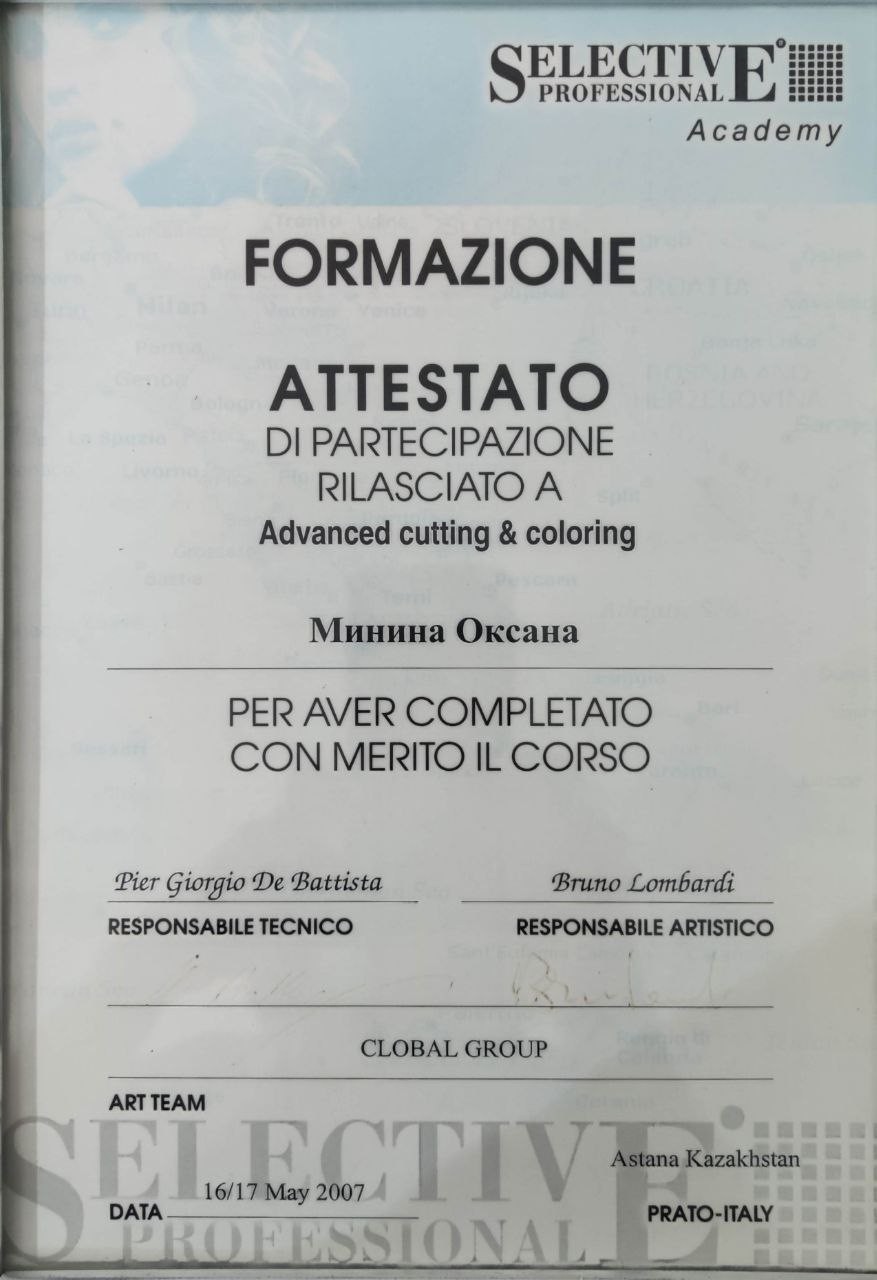 SELECTIVE
PROFESSIONAL
Academy
FORMAZIONE
ATTESTATO
DI PARTECIPAZIONE
RILASCIATO A
Advanced cutting & coloring
Минина Оксана
PER AVER COMPLETATO
CON MERITO IL CORSO
Pier Giorgio De Battista
Bruno Lombardi
RESPONSABILE TECNICO
RESPONSABILE ARTISTICO
CLOBAL GROUP
ART TEAM
Astana Kazakhstan
16/17 May 2007
DATA
PRATO-ITALY
SELECTIVE
PROFESSIONAL